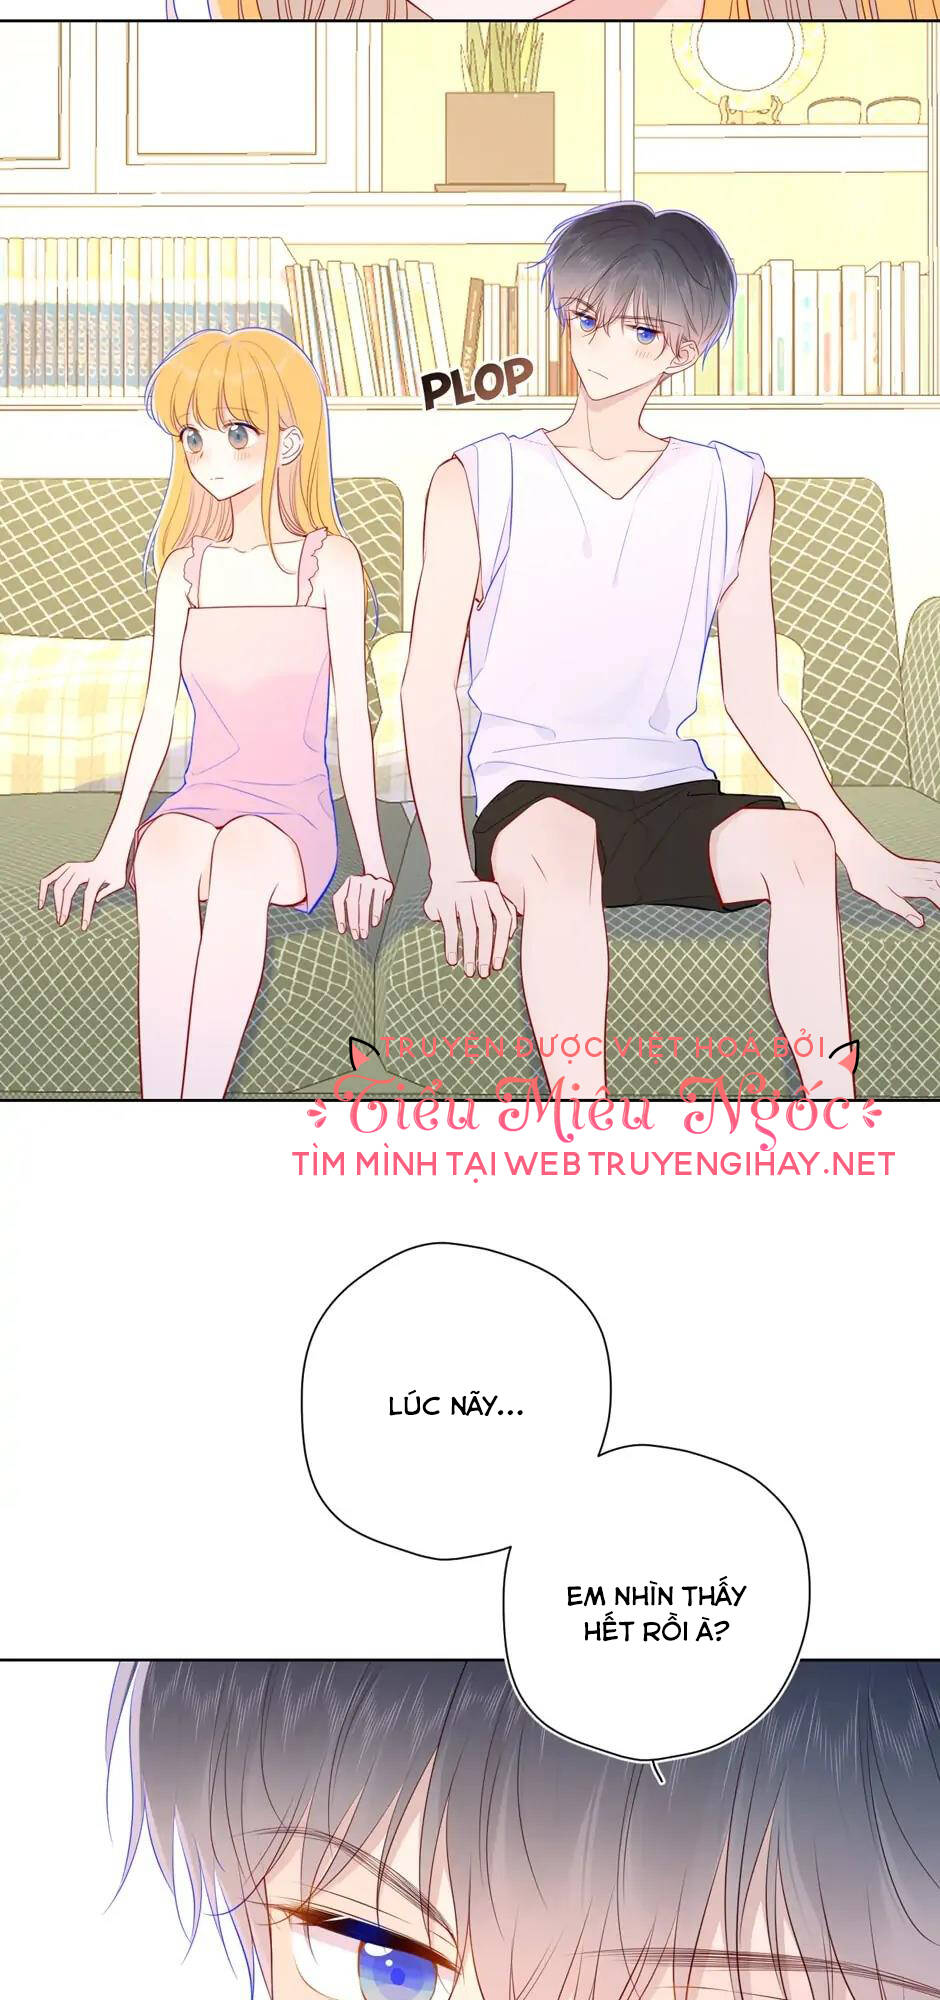 PLOP
TRUYỆN ĐƯỢC VIỆT HOÁ BỞI
Tiểu Miêu Ngốc
TÌM MÌNH TẠI WEB TRUYENGIHAY.NET
LÚC NÃY...
EM NHÌN THẤY
HẾT RỒI À?